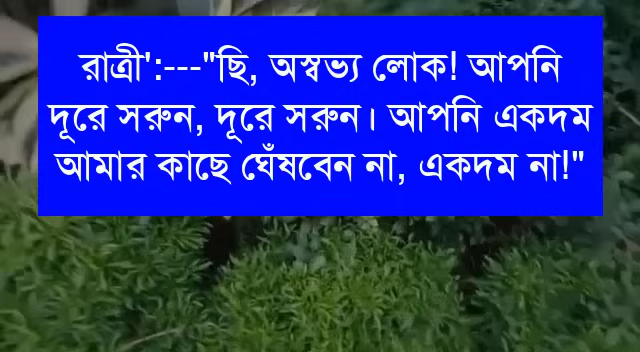 রাত্রী':---"ছি, অস্বভ্য লোক! আপনি
দূরে সরুন, দূরে সরুন। আপনি একদম
আমার কাছে ঘেঁষবেন না, একদম না!"